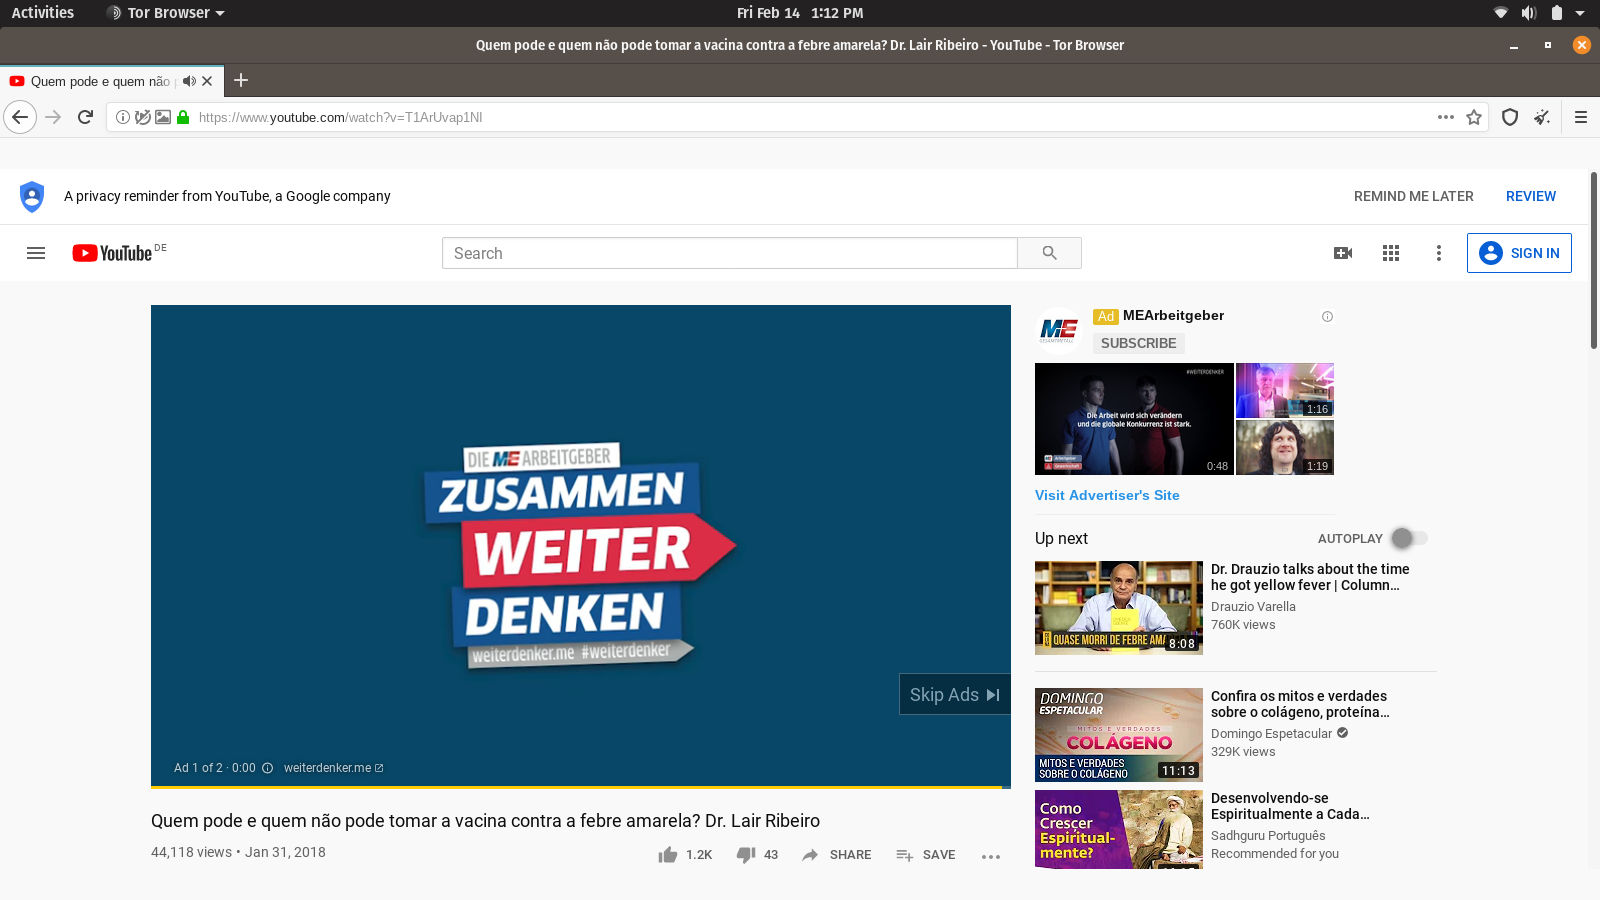 Activities
Tor Browser
Fri Feb 14 1:12 PM
Quem pode e quem não pode tomar a vacina contra a febre amarela? Dr. Lair Ribeiro - YouTube - Tor Browser
Quem pode e quem não p
https://www.youtube.com/watch?v=T1ArUvap1NI
A privacy reminder from YouTube, a Google company
REMIND ME LATER
REVIEW
YouTube DE
Search
SIGN IN
DIE ME ARBEITGEBER
ZUSAMMEN
WEITER
DENKEN
weiterdenker.me #weiterdenker
Skip Ads
Ad 1 of 2 · 0:00
weiterdenker.me
Quem pode e quem não pode tomar a vacina contra a febre amarela? Dr. Lair Ribeiro
44,118 views • Jan 31, 2018
1.2K
43
SHARE
SAVE
ME
GESAMTMETALL
Ad MEArbeitgeber
SUBSCRIBE
#WEITERDENKER
Die Arbeit wird sich verändern
und die globale Konkurrenz ist stark.
0:48
1:16
1:19
Visit Advertiser's Site
Up next
AUTOPLAY
QUASE MORRI DE FEBRE AMA
8:08
Dr. Drauzio talks about the time
he got yellow fever | Column...
Drauzio Varella
760K views
DOMINGO
ESPETACULAR
MITOS E VERDADES
COLÁGENO
MITOS E VERDADES
SOBRE O COLÁGENO
11:13
Confira os mitos e verdades
sobre o colágeno, proteína...
Domingo Espetacular
329K views
Como
Crescer
Espiritual-
mente?
Desenvolvendo-se
Espiritualmente a Cada...
Sadhguru Português
Recommended for you